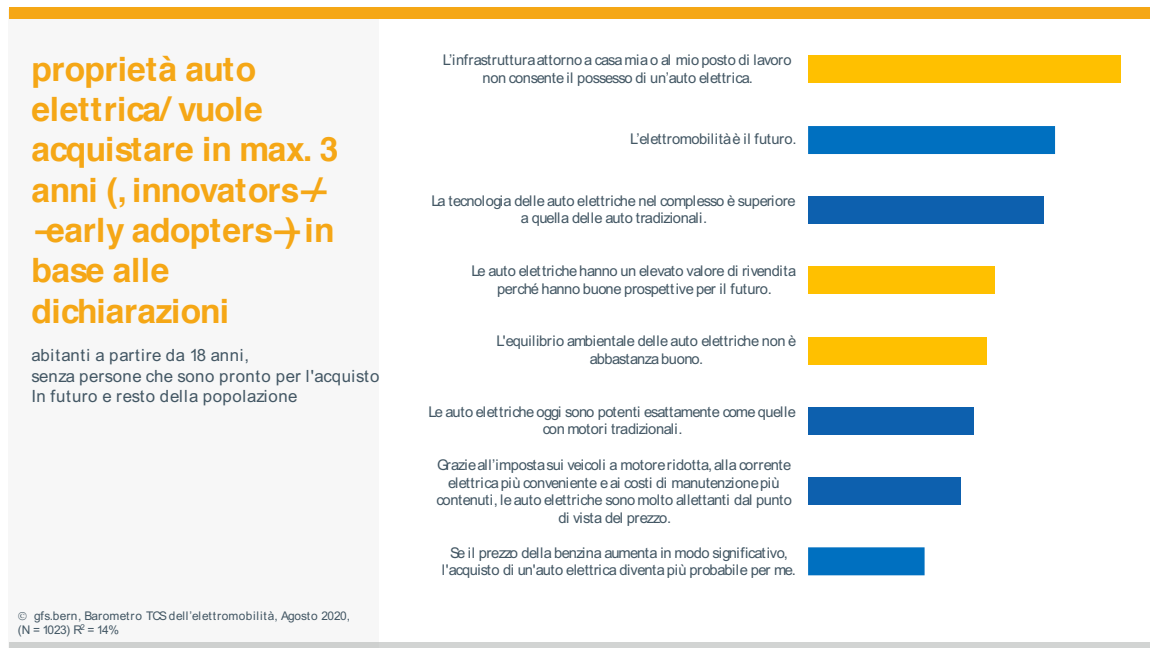 proprietà auto
elettrica/ vuole
acquistare in max. 3
anni (‚ innovators-/
-early adopters-) in
base alle
dichiarazioni
abitanti a partire da 18 anni,
senza persone che sono pronto per l'acquisto
In futuro e resto della popolazione
© gfs.bern, Barometro TCS dell'elettromobilità, Agosto 2020,
(N = 1023) R² = 14%
L'infrastruttura attorno a casa mia o al mio posto di lavoro
non consente il possesso di un'auto elettrica.
L'elettromobilità è il futuro.
La tecnologia delle auto elettriche nel complesso è superiore
a quella delle auto tradizionali.
Le auto elettriche hanno un elevato valore di rivendita
perché hanno buone prospettive per il futuro.
L'equilibrio ambientale delle auto elettriche non è
abbastanza buono.
Le auto elettriche oggi sono potenti esattamente come quelle
con motori tradizionali.
Grazie all'imposta sui veicoli a motore ridotta, alla corrente
elettrica più conveniente e ai costi di manutenzione più
contenuti, le auto elettriche sono molto allettanti dal punto
di vista del prezzo.
Se il prezzo della benzina aumenta in modo significativo,
l'acquisto di un'auto elettrica diventa più probabile per me.